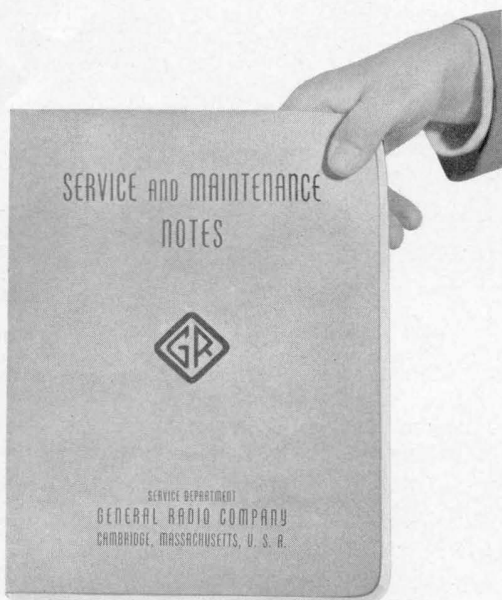 SERVICE AND MAINTENANCE
NOTES
GR
SERVICE DEPARTMENT
GENERAL RADIO COMPANY
CAMBRIDGE, MASSACHUSETTS, U. S. A.